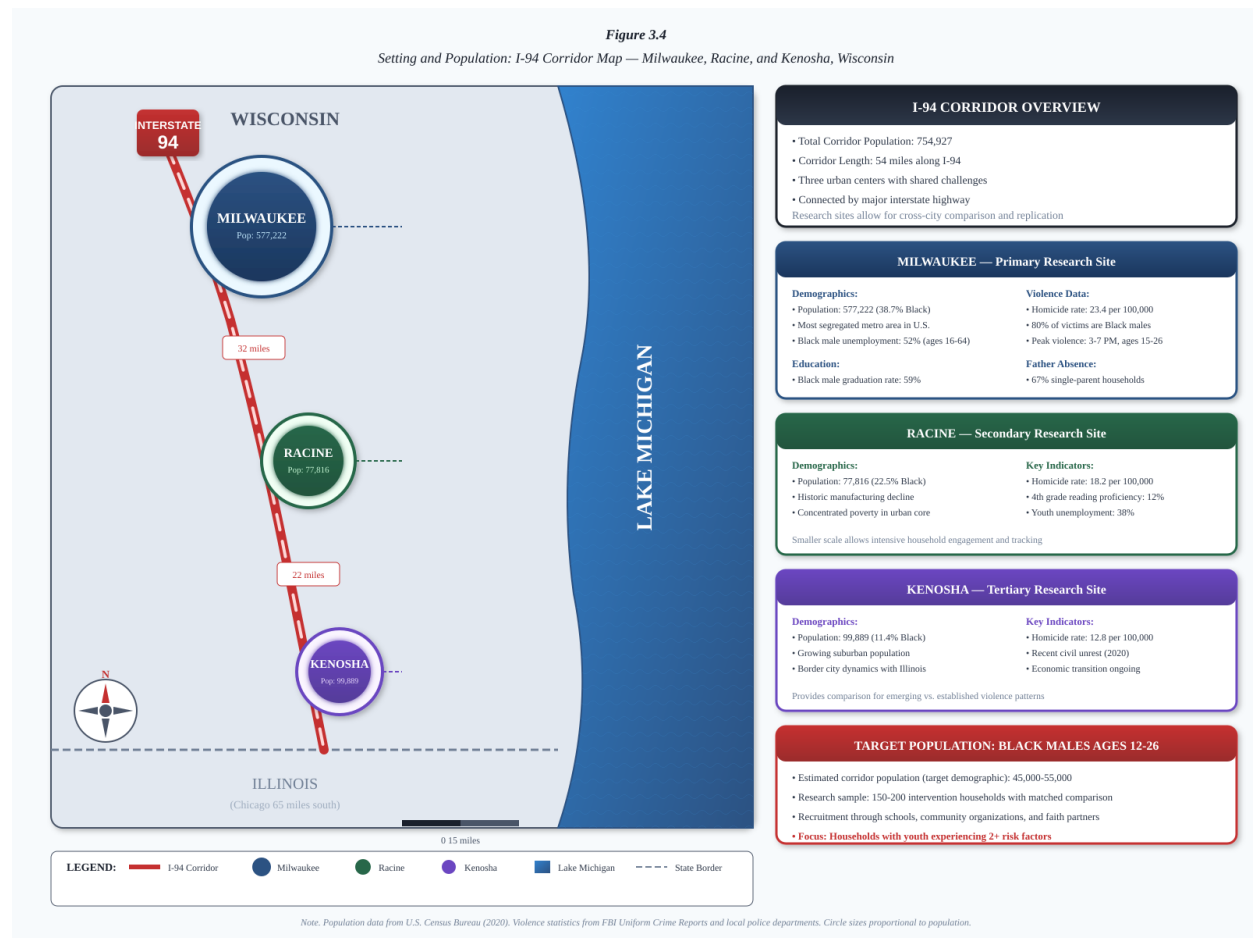 Figure 3.4
Setting and Population: I-94 Corridor Map — Milwaukee, Racine, and Kenosha, Wisconsin
INTERSTATE
94
WISCONSIN
MILWAUKEE
Pop: 577,222
32 miles
RACINE
Pop: 77,816
22 miles
KENOSHA
Pop: 99,889
N
LAKE MICHIGAN
ILLINOIS
(Chicago 65 miles south)
0 15 miles
LEGEND: I-94 Corridor Milwaukee Racine Kenosha Lake Michigan State Border
I-94 CORRIDOR OVERVIEW
• Total Corridor Population: 754,927
• Corridor Length: 54 miles along I-94
• Three urban centers with shared challenges
• Connected by major interstate highway
Research sites allow for cross-city comparison and replication
MILWAUKEE — Primary Research Site
Demographics:
• Population: 577,222 (38.7% Black)
• Most segregated metro area in U.S.
• Black male unemployment: 52% (ages 16-64)
Education:
• Black male graduation rate: 59%
Violence Data:
• Homicide rate: 23.4 per 100,000
• 80% of victims are Black males
• Peak violence: 3-7 PM, ages 15-26
Father Absence:
• 67% single-parent households
RACINE — Secondary Research Site
Demographics:
• Population: 77,816 (22.5% Black)
• Historic manufacturing decline
• Concentrated poverty in urban core
Key Indicators:
• Homicide rate: 18.2 per 100,000
• 4th grade reading proficiency: 12%
• Youth unemployment: 38%
Smaller scale allows intensive household engagement and tracking
KENOSHA — Tertiary Research Site
Demographics:
• Population: 99,889 (11.4% Black)
• Growing suburban population
• Border city dynamics with Illinois
Key Indicators:
• Homicide rate: 12.8 per 100,000
• Recent civil unrest (2020)
• Economic transition ongoing
Provides comparison for emerging vs. established violence patterns
TARGET POPULATION: BLACK MALES AGES 12-26
• Estimated corridor population (target demographic): 45,000-55,000
• Research sample: 150-200 intervention households with matched comparison
• Recruitment through schools, community organizations, and faith partners
• Focus: Households with youth experiencing 2+ risk factors
Note. Population data from U.S. Census Bureau (2020). Violence statistics from FBI Uniform Crime Reports and local police departments. Circle sizes proportional to population.